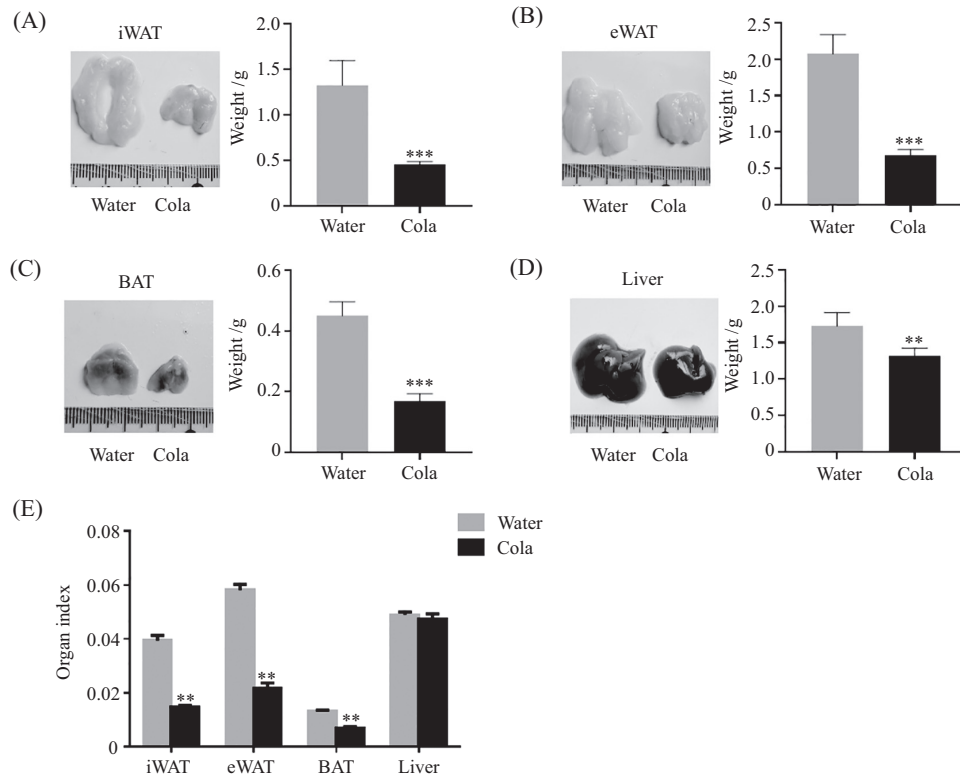 (A)
iWAT
Water Cola
Weight /g
2.0
1.5
1.0
0.5
0
***
Water Cola
(B)
eWAT
Water Cola
Weight /g
2.5
2.0
1.5
1.0
0.5
0
***
Water Cola
(C)
BAT
Water Cola
Weight /g
0.6
0.4
0.2
0
***
Water Cola
(D)
Liver
Water Cola
Weight /g
2.5
2.0
1.5
1.0
0.5
0
**
Water Cola
(E)
Water
Cola
Organ index
0.08
0.06
0.04
0.02
0
**
**
**
iWAT eWAT BAT Liver